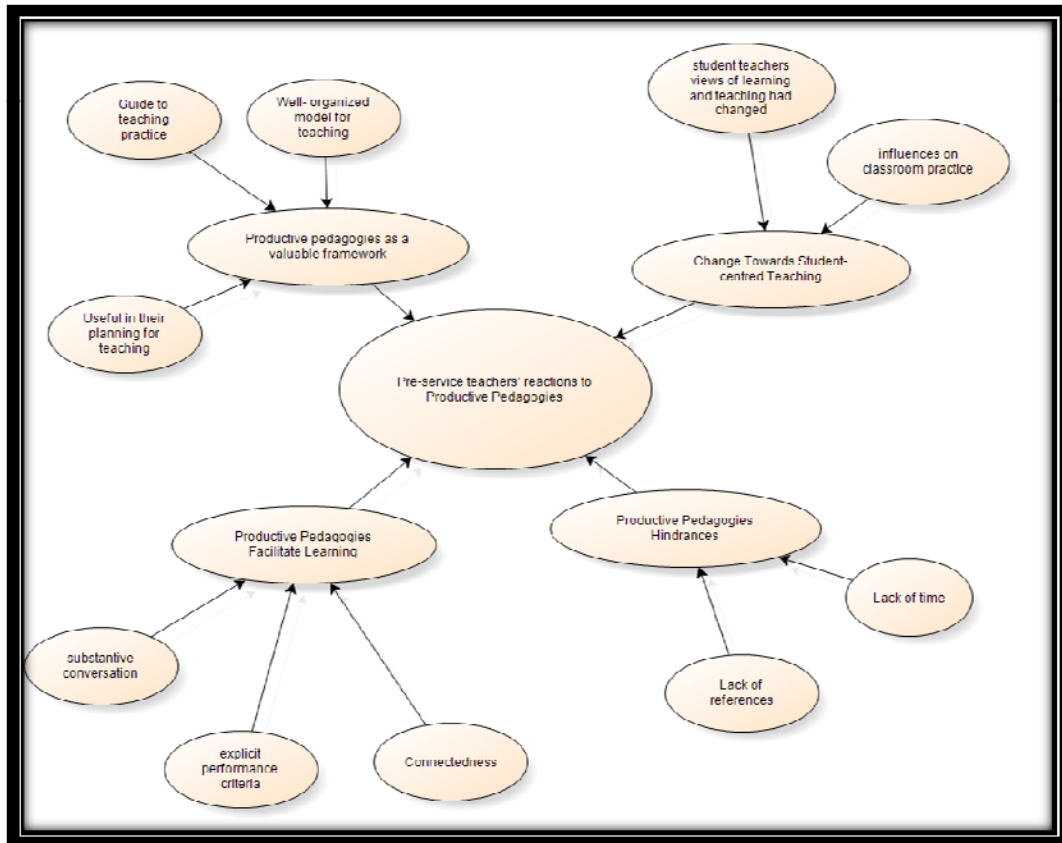 student teachers
views of learning
and teaching had
changed
Guide to
teaching
practice
Well- organized
model for
teaching
influences on
classroom practice
Productive pedagogies as a
valuable framework
Change Towards Student-
centred Teaching
Useful in their
planning for
teaching
Pre-service teachers' reactions to
Productive Pedagogies
Productive Pedagogies
Facilitate Learning
Productive Pedagogies
Hindrances
Lack of time
substantive
conversation
Lack of
references
explicit
performance
criteria
Connectedness